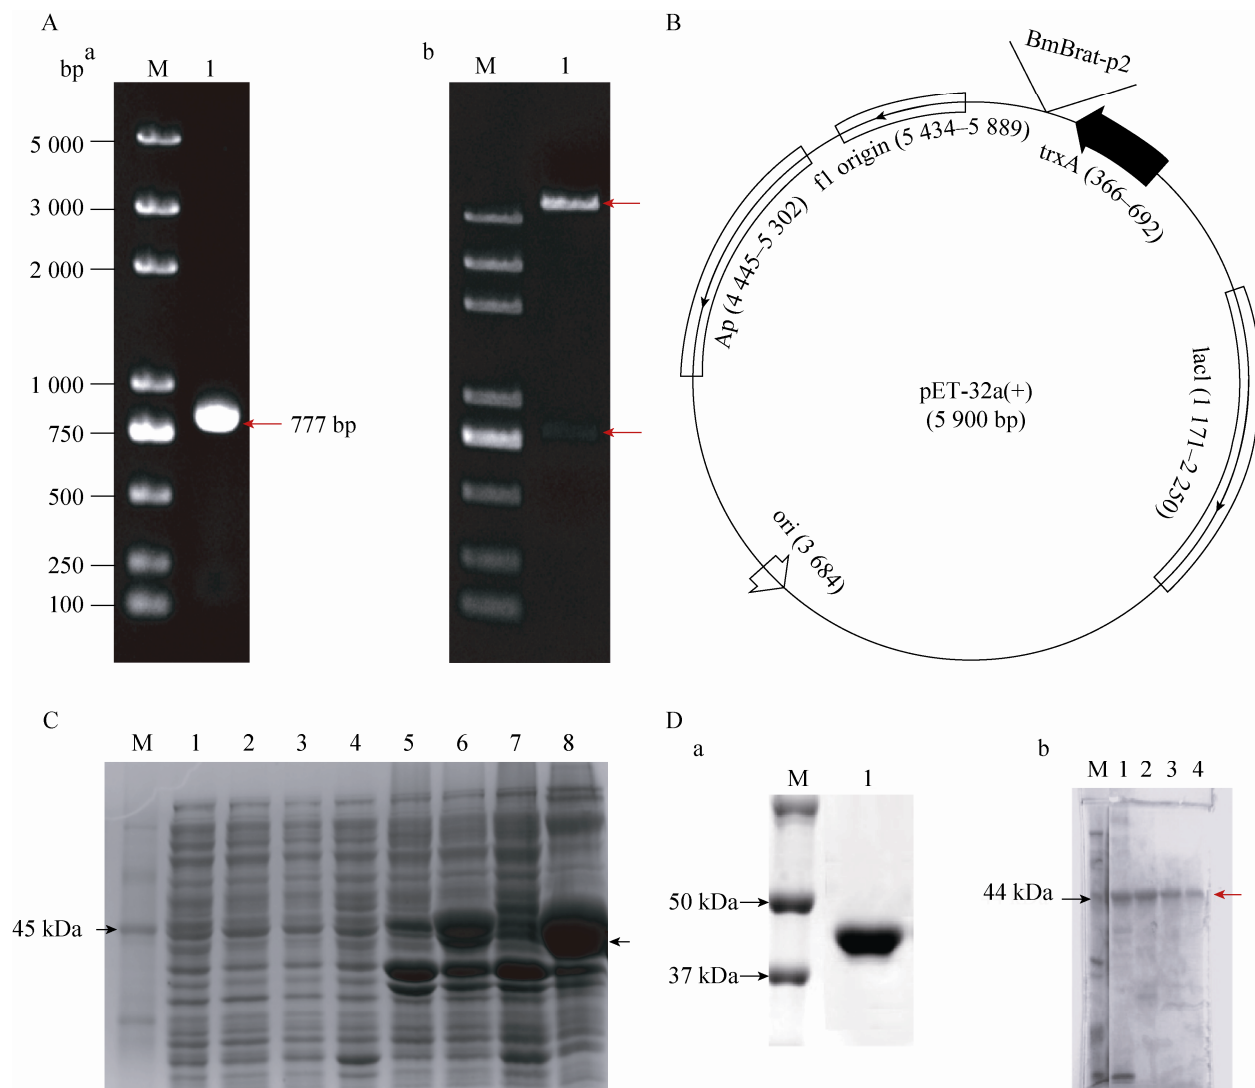 A
B
a
b
bp
M
1
M
1
5 000
3 000
2 000
1 000
750
500
250
100
777 bp
BmBrat-p2
f1 origin (5 434–5 889)
trxA (366–692)
Ap (4 445–5 302)
lacI (1 171–2 250)
pET-32a(+)
(5 900 bp)
ori (3 684)
C
M 1 2 3 4 5 6 7 8
45 kDa
D
a
b
M 1
50 kDa
37 kDa
M 1 2 3 4
44 kDa